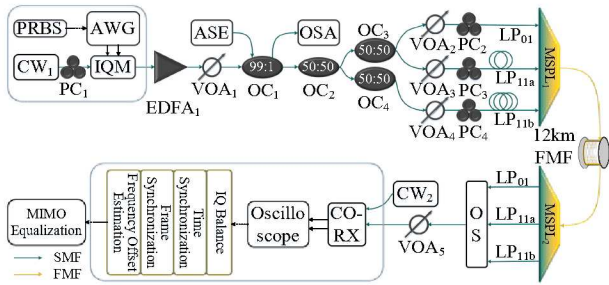 PRBS
AWG
CW1
PC1
IQM
EDFA1
VOA1
ASE
OSA
99:1
OC1
50:50
OC2
OC3
50:50
50:50
OC4
VOA2
PC2
LP01
VOA3
PC3
LP11a
VOA4
PC4
LP11b
MSPL1
12km
FMF
MSPL2
LP01
LP11a
LP11b
OS
VOA5
CW2
CO-
RX
Oscillo
scope
IQ Balance
Time
Synchronization
Frame
Synchronization
Frequency Offset
Estimation
MIMO
Equalization
SMF
FMF